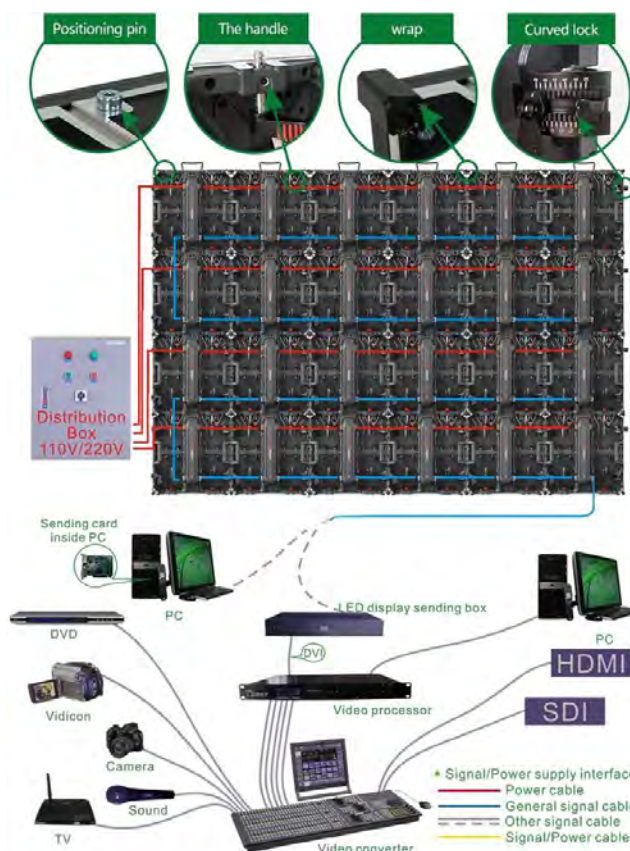 Positioning pin
The handle
wrap
Curved lock
Distribution
Box
110V/220V
Sending card
inside PC
PC
LED display sending box
DVD
DVI
PC
HDMI
Vidicon
Video processor
SDI
Camera
Signal/Power supply interface
Power cable
Sound
General signal cable
Other signal cable
TV
Video converter
Signal/Power cable